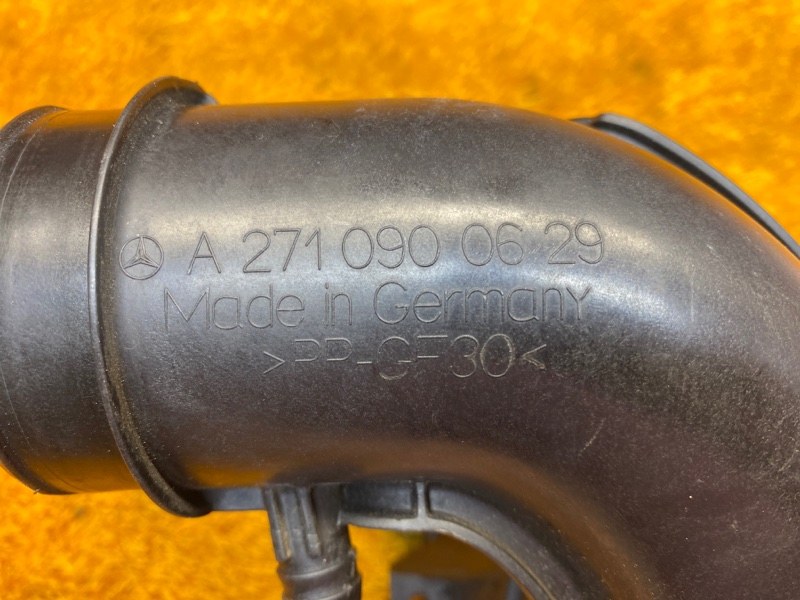 A 271 090 06 29
Made in Germany
>PP-GF30<